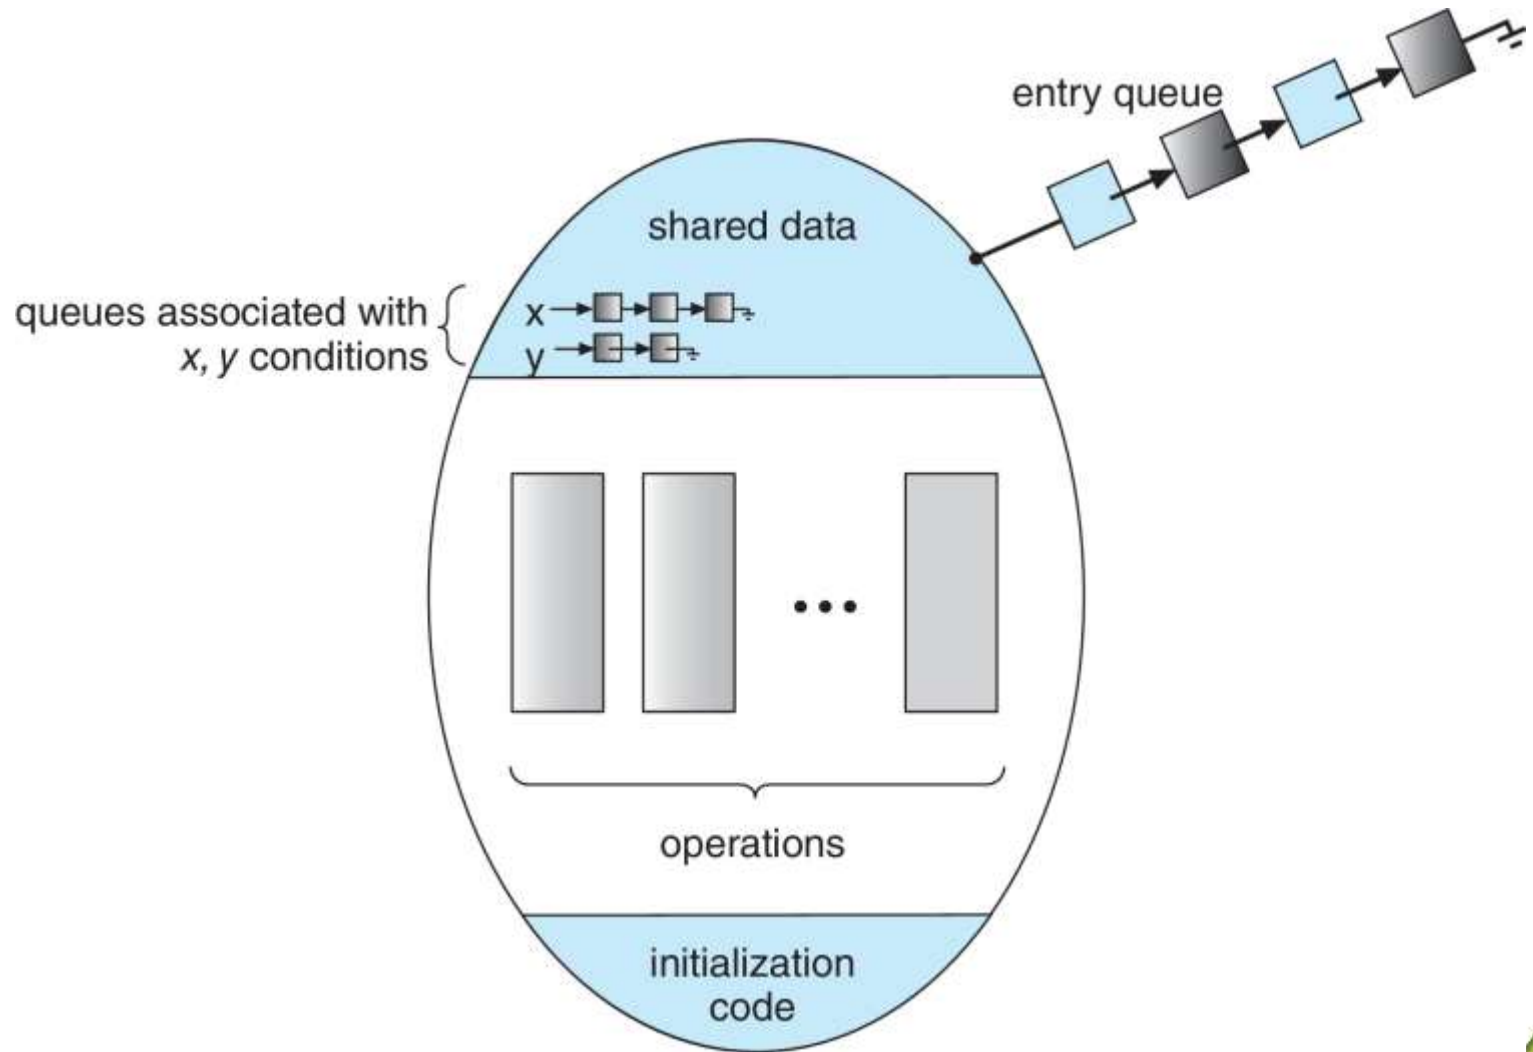 entry queue
shared data
queues associated with
x, y conditions
x
y
operations
initialization
code